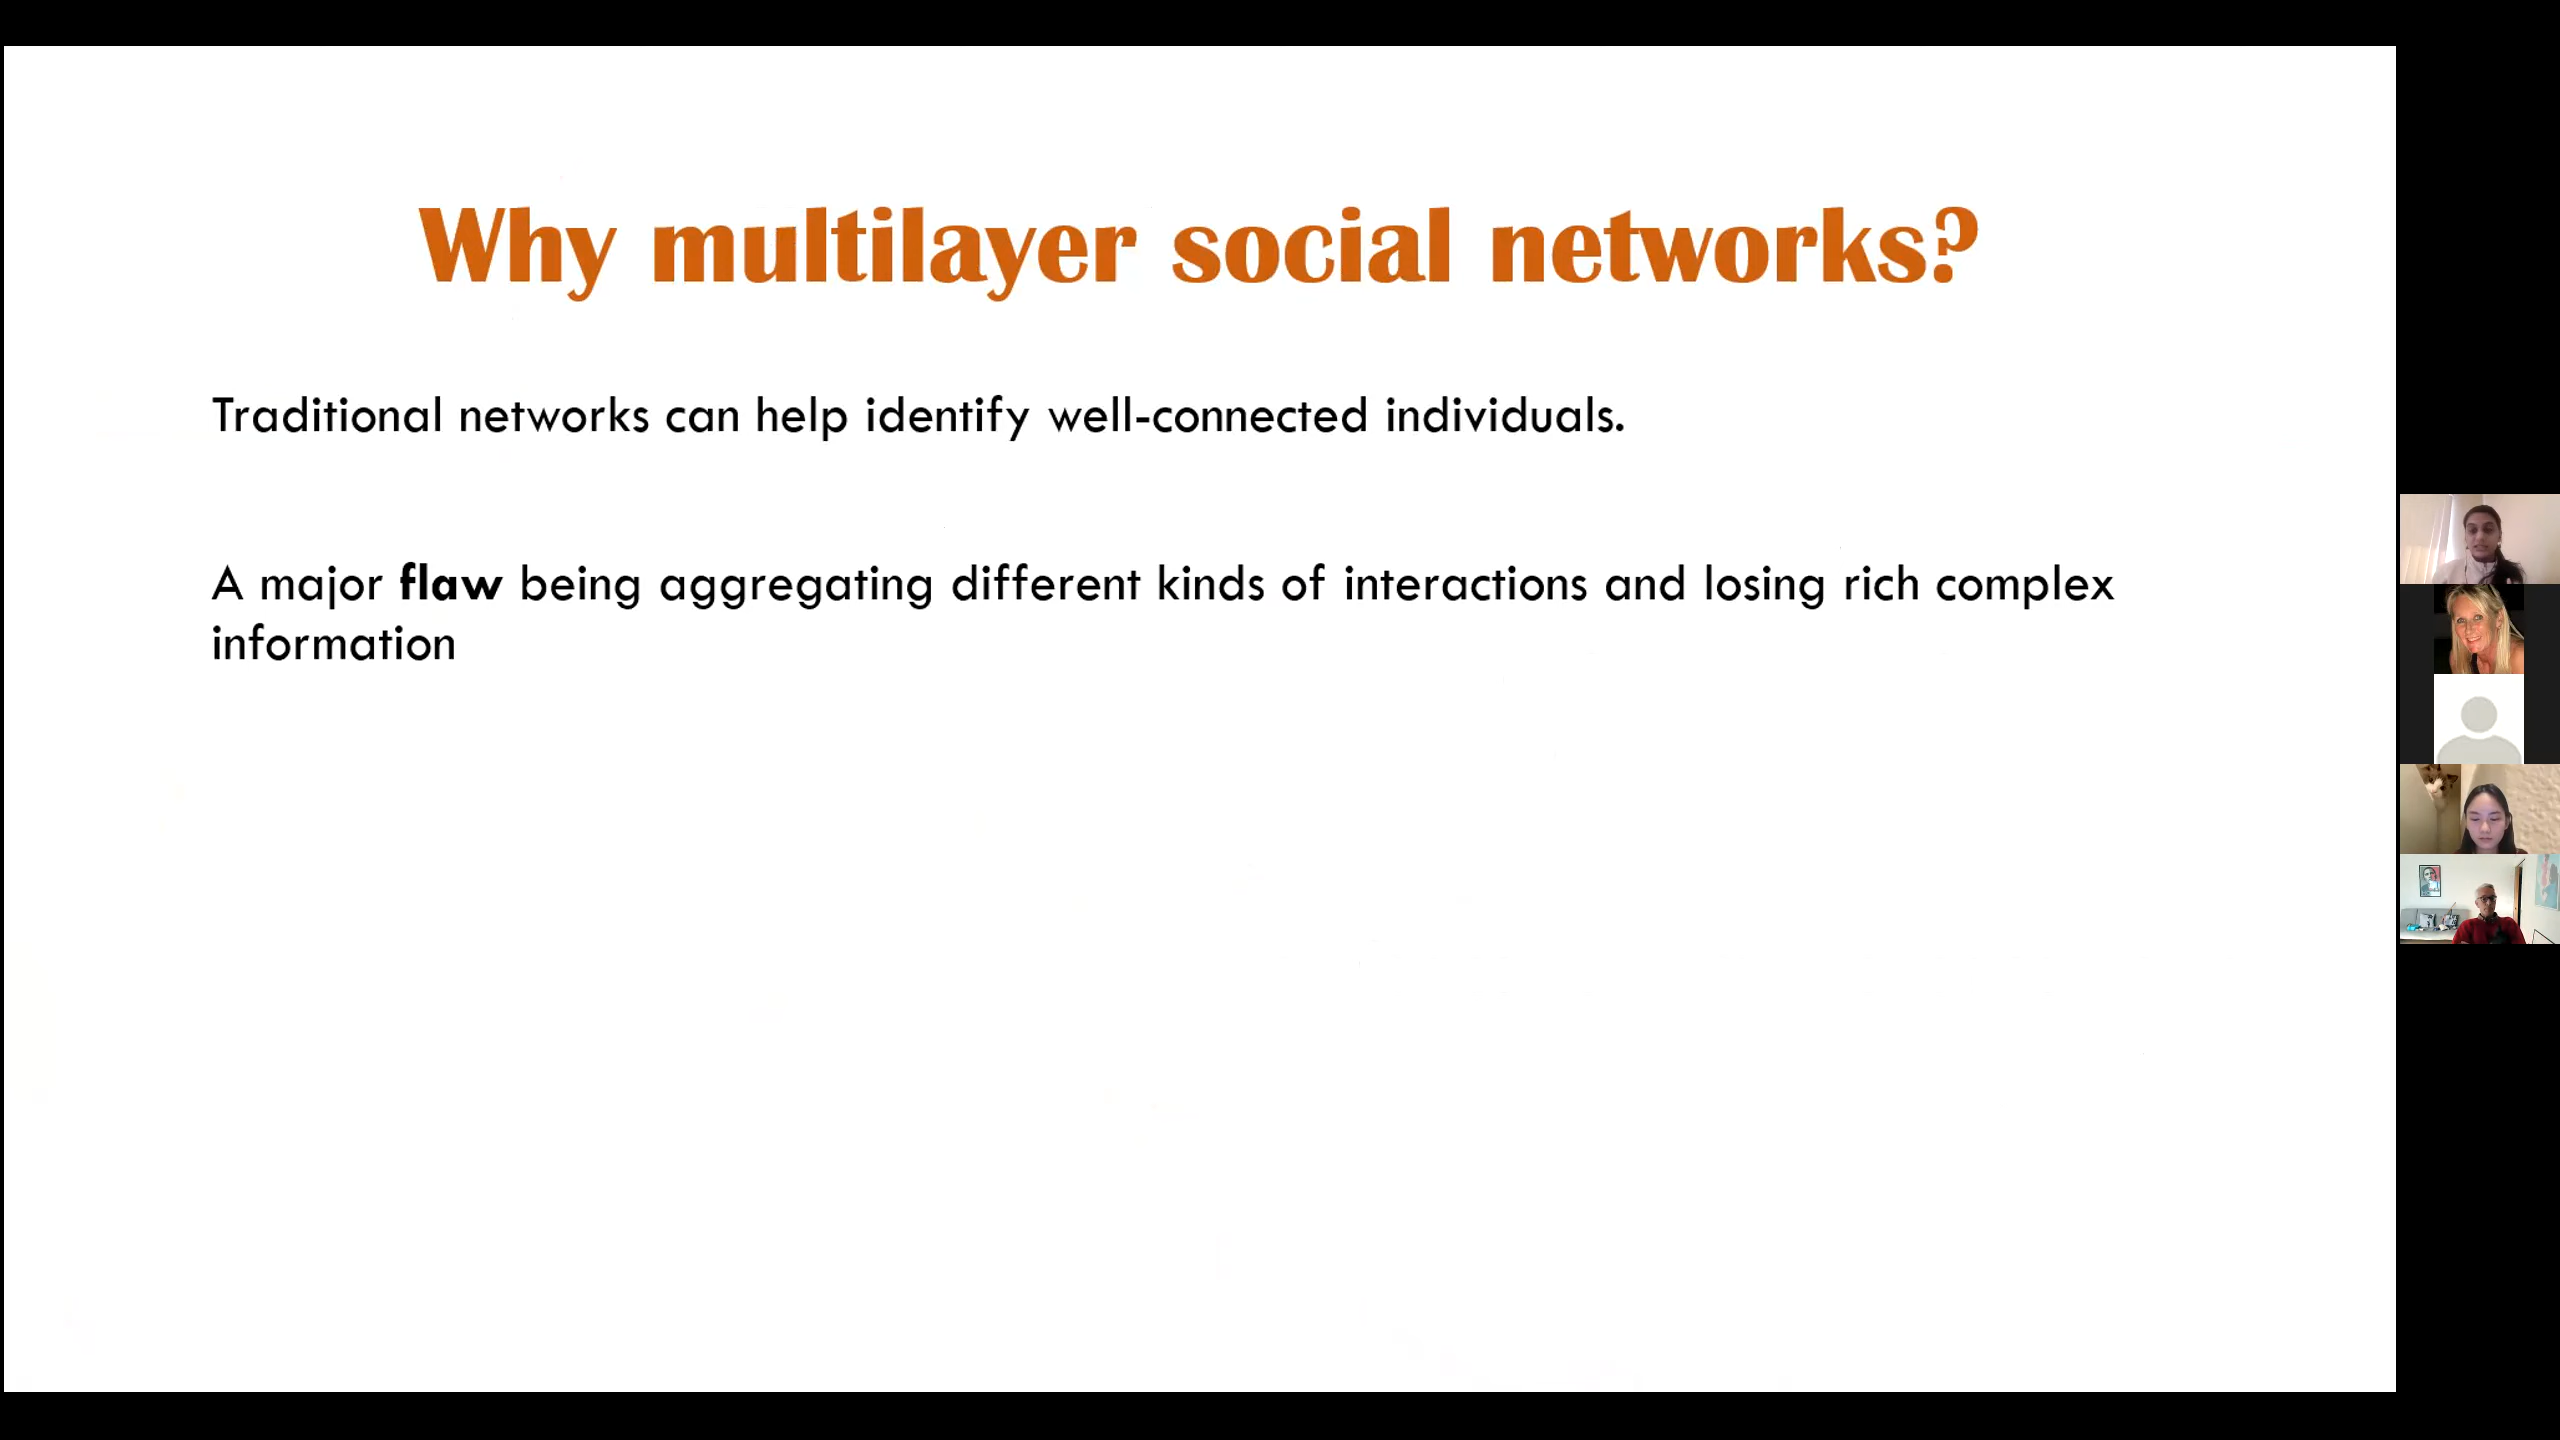 Why multilayer social networks?
Traditional networks can help identify well-connected individuals.
A major flaw being aggregating different kinds of interactions and losing rich complex
information